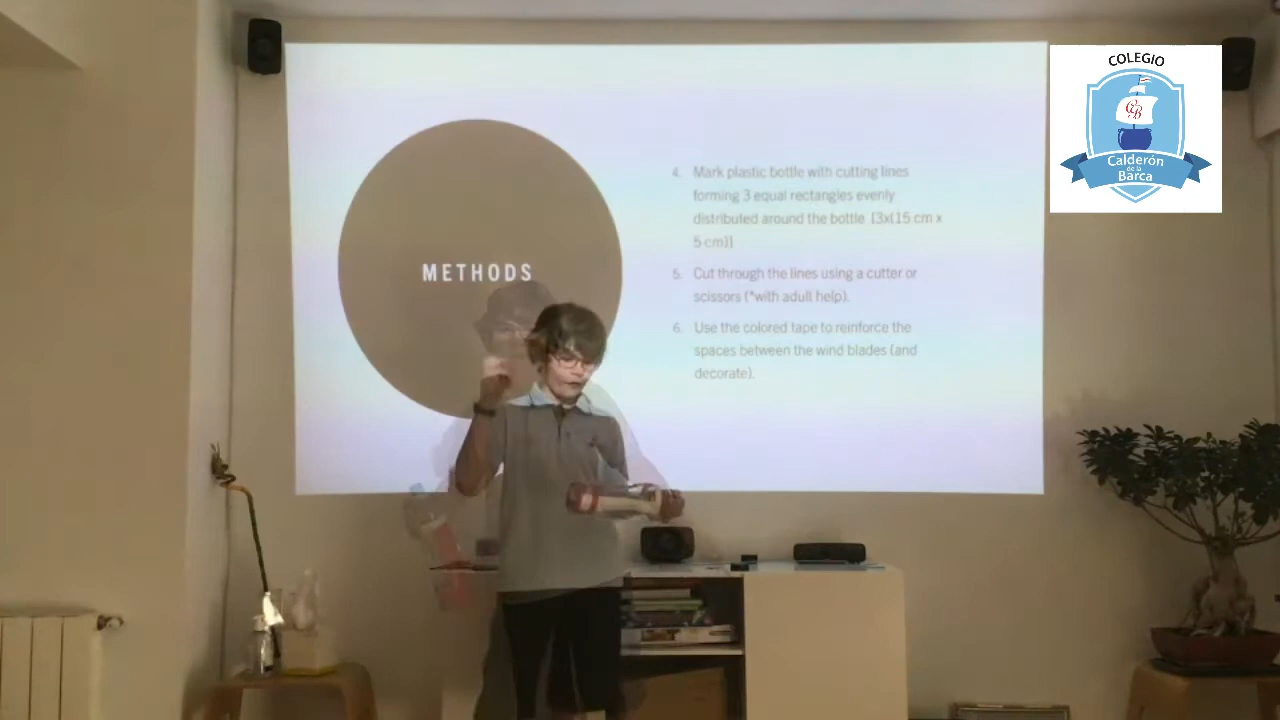 METHODS
4. Mark plastic bottle with cutting lines
forming 3 equal rectangles evenly
distributed around the bottle [3x(15 cm x
5 cm)]
5. Cut through the lines using a cutter or
scissors (*with adult help).
6. Use the colored tape to reinforce the
spaces between the wind blades (and
decorate).
COLEGIO
CB
Calderón
de la
Barca